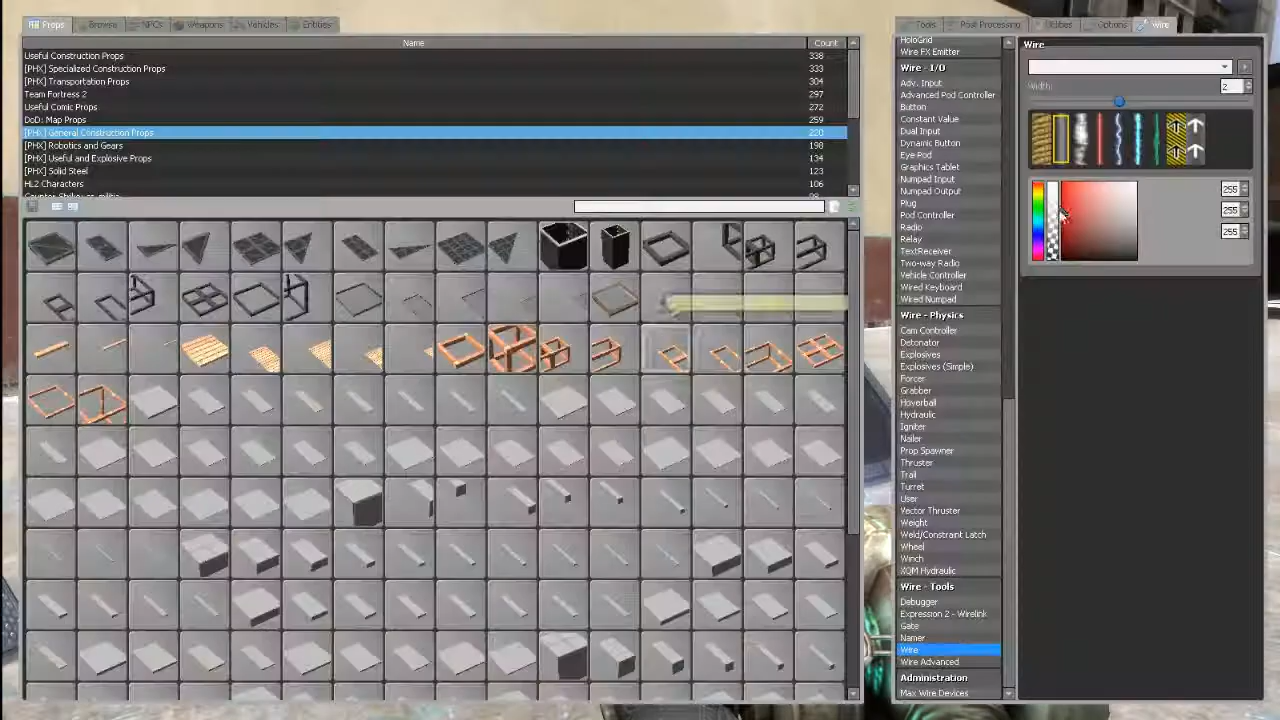 Props
Browse
NPCs
Weapons
Vehicles
Entities
Name
Count
Useful Construction Props
338
[PHX] Specialized Construction Props
333
[PHX] Transportation Props
304
Team Fortress 2
297
Useful Comic Props
272
DoD: Map Props
259
[PHX] General Construction Props
220
[PHX] Robotics and Gears
198
[PHX] Useful and Explosive Props
134
[PHX] Solid Steel
123
HL2 Characters
106
Tools
Post Processing
Utilities
Options
Wire
HoloGrid
Wire FX Emitter
Wire - I/O
Adv. Input
Advanced Pod Controller
Button
Constant Value
Dual Input
Dynamic Button
Eye Pod
Graphics Tablet
Numpad Input
Numpad Output
Plug
Pod Controller
Radio
Relay
TextReceiver
Two-way Radio
Vehicle Controller
Wired Keyboard
Wired Numpad
Wire - Physics
Cam Controller
Detonator
Explosives
Explosives (Simple)
Forcer
Grabber
Hoverball
Hydraulic
Igniter
Nailer
Prop Spawner
Thruster
Trail
Turret
User
Vector Thruster
Weight
Weld/Constraint Latch
Wheel
Winch
XQM Hydraulic
Wire - Tools
Debugger
Expression 2 - Wirelink
Gate
Namer
Wire
Wire Advanced
Administration
Max Wire Devices
Wire
Width:
2
255
255
255